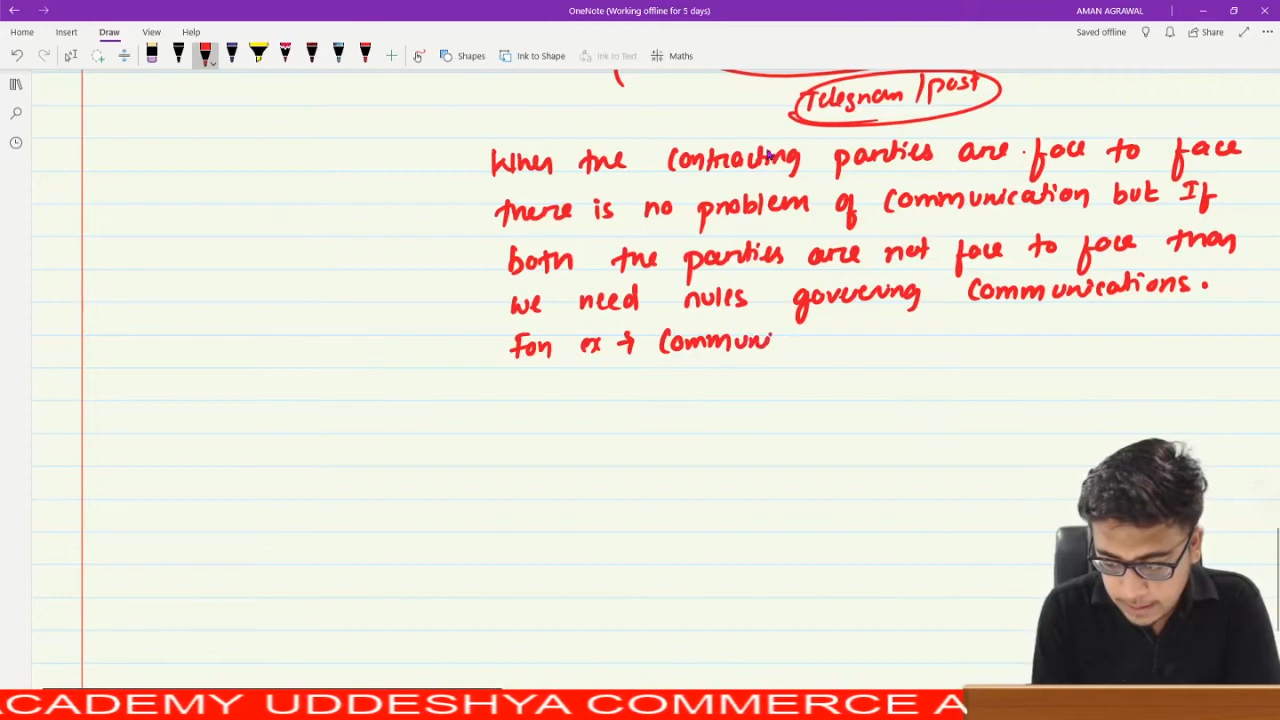 OneNote (Working offline for 5 days)
AMAN AGRAWAL
Home Insert Draw View Help
Saved offline
Share
Shapes
Ink to Shape
Ink to Text
Maths
Telegram / post
When the contracting parties are face to face
there is no problem of communication but If
both the parties are not face to face than
we need rules governing communications.
For ex → Communi
ACADEMY UDDESHYA COMMERCE A